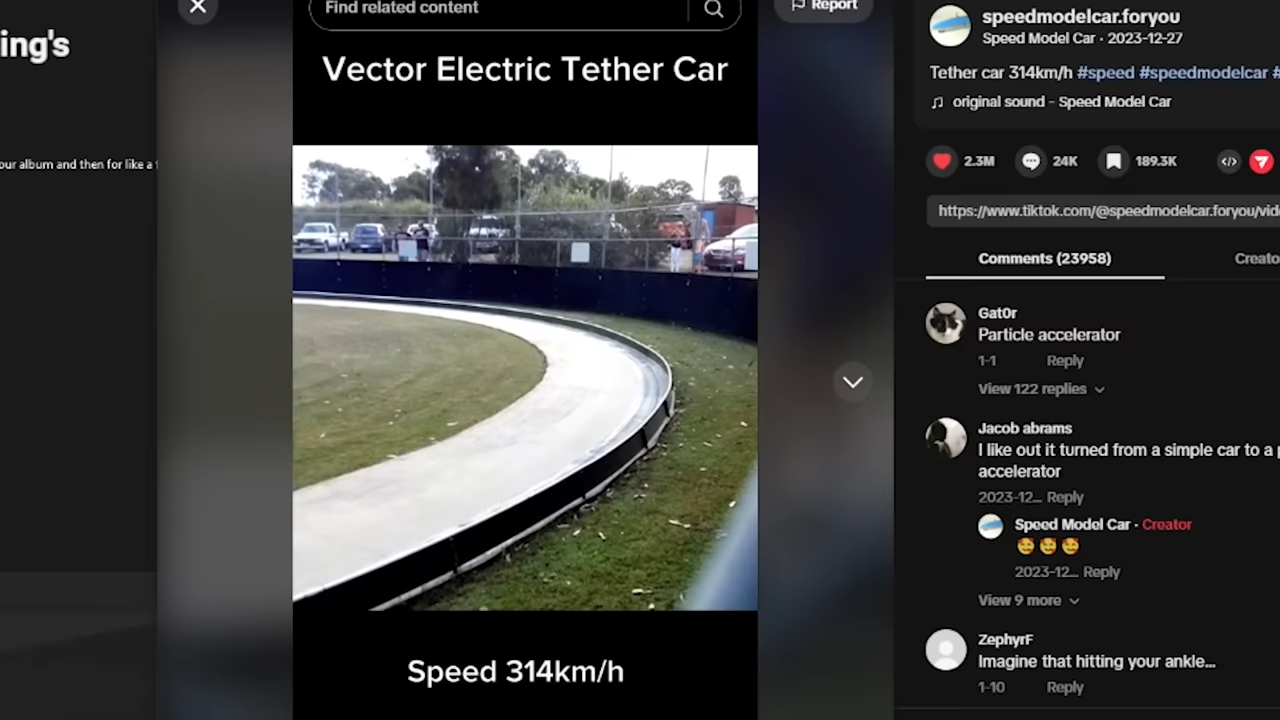 ing's
our album and then for like a
Find related content
Vector Electric Tether Car
Speed 314km/h
Report
speedmodelcar.foryou
Speed Model Car · 2023-12-27
Tether car 314km/h #speed #speedmodelcar #
♫ original sound - Speed Model Car
2.3M
24K
189.3K
https://www.tiktok.com/@speedmodelcar.foryou/vid
Comments (23958)
Creato
Gat0r
Particle accelerator
1-1 Reply
View 122 replies
Jacob abrams
I like out it turned from a simple car to a p
accelerator
2023-12... Reply
Speed Model Car · Creator
🥰🥰🥰
2023-12... Reply
View 9 more
ZephyrF
Imagine that hitting your ankle...
1-10 Reply